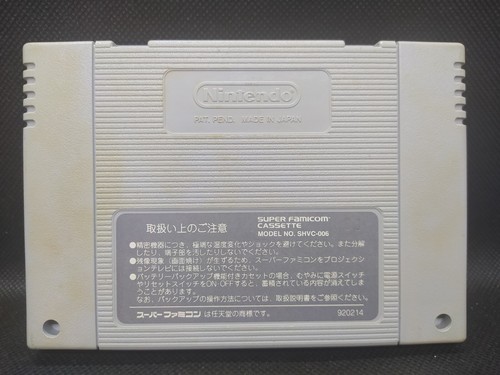 Nintendo
PAT. PEND. MADE IN JAPAN
取扱い上のご注意
SUPER FAMICOM
CASSETTE
MODEL NO. SHVC-006
●精密機器につき、極端な温度変化やショックを避けてください。また分解
したり、端子部を汚したりしないでください。
●残像現象（画面焼け）が生ずるため、スーパーファミコンをプロジェクシ
ョンテレビには接続しないでください。
●バッテリーバックアップ機能付きカセットの場合、むやみに電源スイッチ
やリセットスイッチをON OFFすると、蓄積されている内容が消えてしま
うことがあります。
なお、バックアップの操作方法については、取扱説明書をご参照ください。
スーパーファミコン は任天堂の商標です。
920214